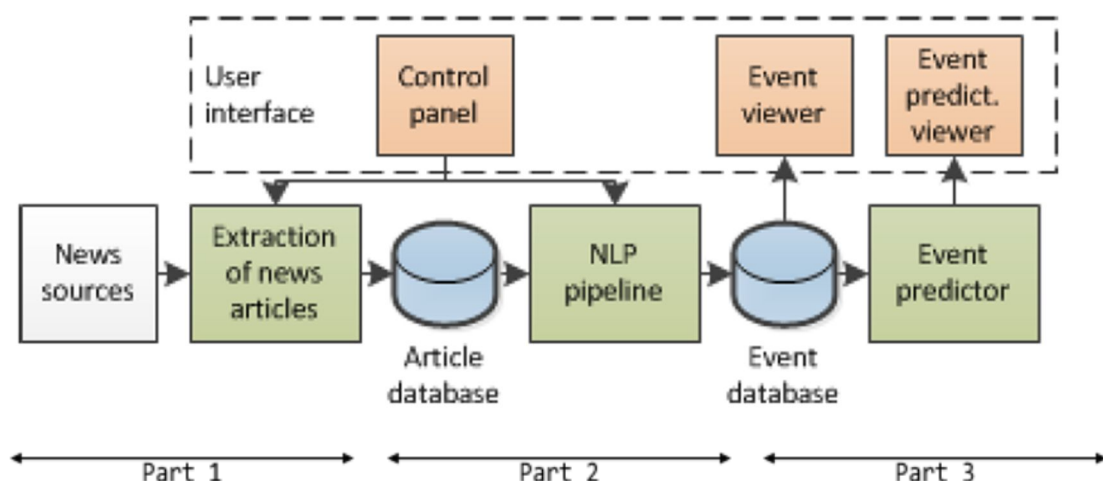 User
interface
Control
panel
Event
viewer
Event
predict.
viewer
News
sources
Extraction
of news
articles
Article
database
NLP
pipeline
Event
database
Event
predictor
Part 1
Part 2
Part 3